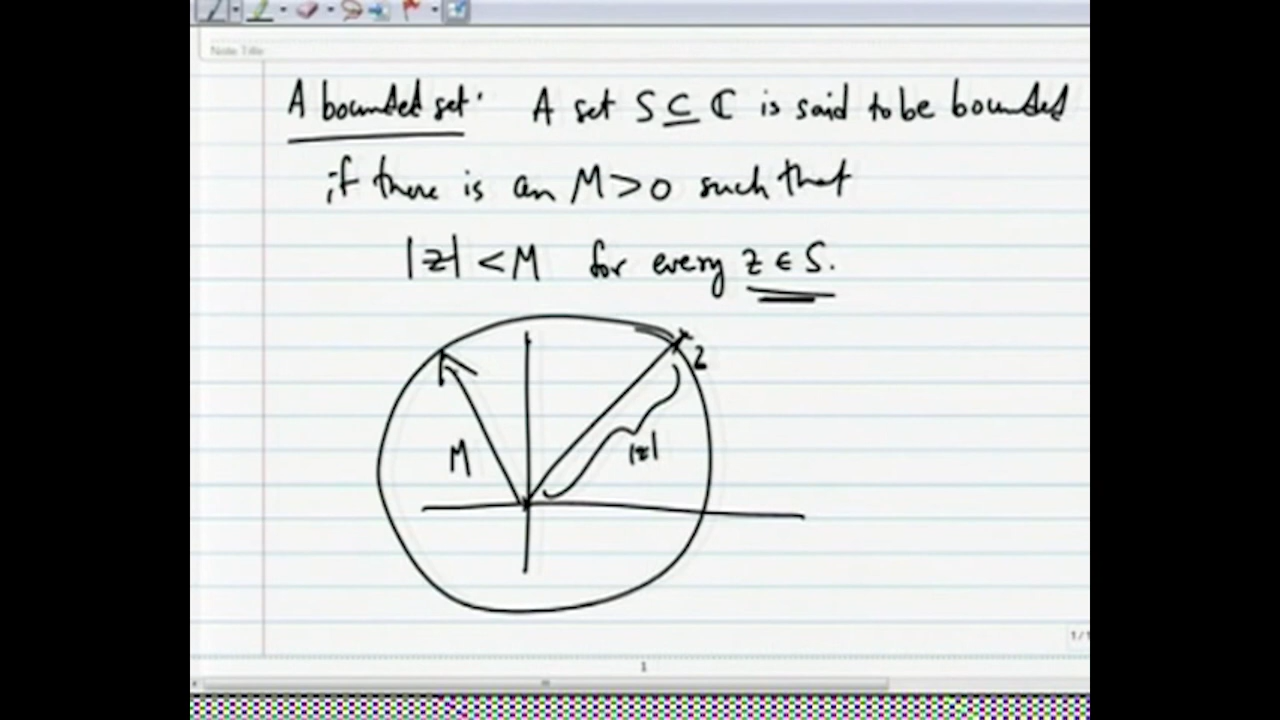 Note Title
A bounded set. A set S ⊆ ℂ is said to be bounded
if there is an M > 0 such that
|z| < M for every z ∈ S.
z
M
|z|
1